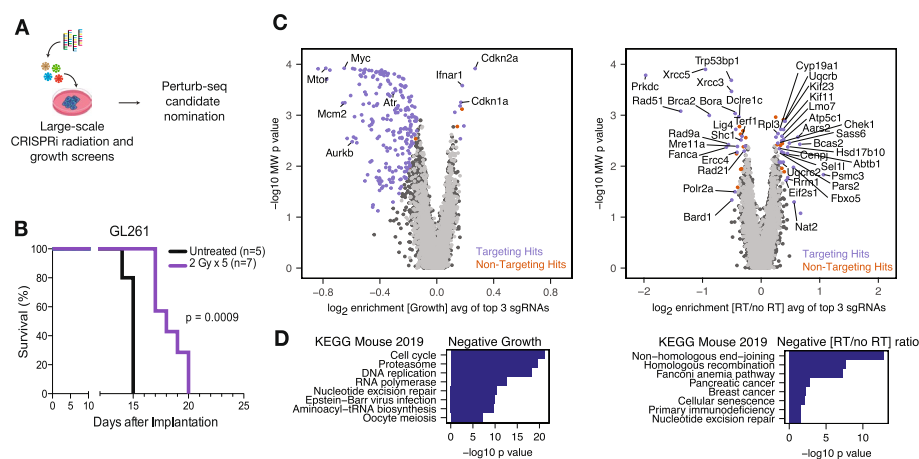 A
Large-scale
CRISPRi radiation and
growth screens
Perturb-seq
candidate
nomination
B
GL261
Untreated (n=5)
2 Gy x 5 (n=7)
p = 0.0009
Survival (%)
100
80
60
40
20
0
0 5 10 15 20 25
Days after Implantation
C
−log10 MW p value
4
3
2
1
0
Myc
Mtor
Mcm2
Atr
Aurkb
Cdkn2a
Ifnar1
Cdkn1a
Targeting Hits
Non-Targeting Hits
−0.8 −0.4 0.0 0.4 0.8
log2 enrichment [Growth] avg of top 3 sgRNAs
−log10 MW p value
4
3
2
1
0
Trp53bp1
Xrcc5
Xrcc3
Prkdc
Rad51
Brca2
Bora
Dclre1c
Lig4
Terf1
Rpl3
Rad9a
Shc1
Mre11a
Fanca
Ercc4
Rad21
Polr2a
Bard1
Cyp19a1
Uqcrb
Kif23
Kif11
Lmo7
Atp5c1
Aars2
Chek1
Sass6
Bcas2
Hsd17b10
Cenpj
Abtb1
Sel1l
Uqcrc2
Psmc3
Rrm1
Pars2
Eif2s1
Fbxo5
Nat2
Targeting Hits
Non-Targeting Hits
−2 −1 0 1 2
log2 enrichment [RT/no RT] avg of top 3 sgRNAs
D
KEGG Mouse 2019
Negative Growth
Cell cycle
Proteasome
DNA replication
RNA polymerase
Nucleotide excision repair
Epstein−Bar virus infection
Aminoacyl−tRNA biosynthesis
Oocyte meiosis
0 5 10 15 20
−log10 p value
KEGG Mouse 2019
Negative [RT/no RT] ratio
Non−homologous end−joining
Homologous recombination
Fanconi anemia pathway
Pancreatic cancer
Breast cancer
Cellular senescence
Primary immunodeficiency
Nucleotide excision repair
0 5 10
−log10 p value